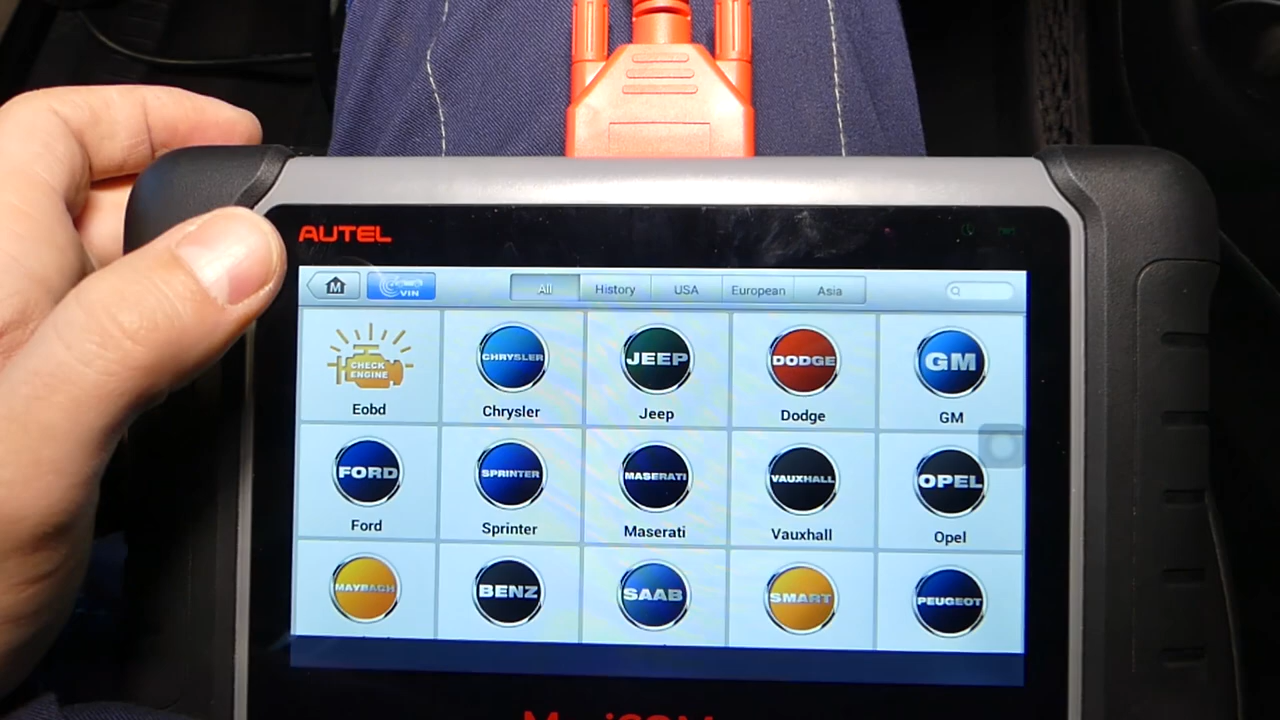 AUTEL
M VIN All History USA European Asia
CHECK ENGINE CHRYSLER JEEP DODGE GM
Eobd Chrysler Jeep Dodge GM
FORD SPRINTER MASERATI VAUXHALL OPEL
Ford Sprinter Maserati Vauxhall Opel
MAYBACH BENZ SAAB SMART PEUGEOT
MaxiCOM